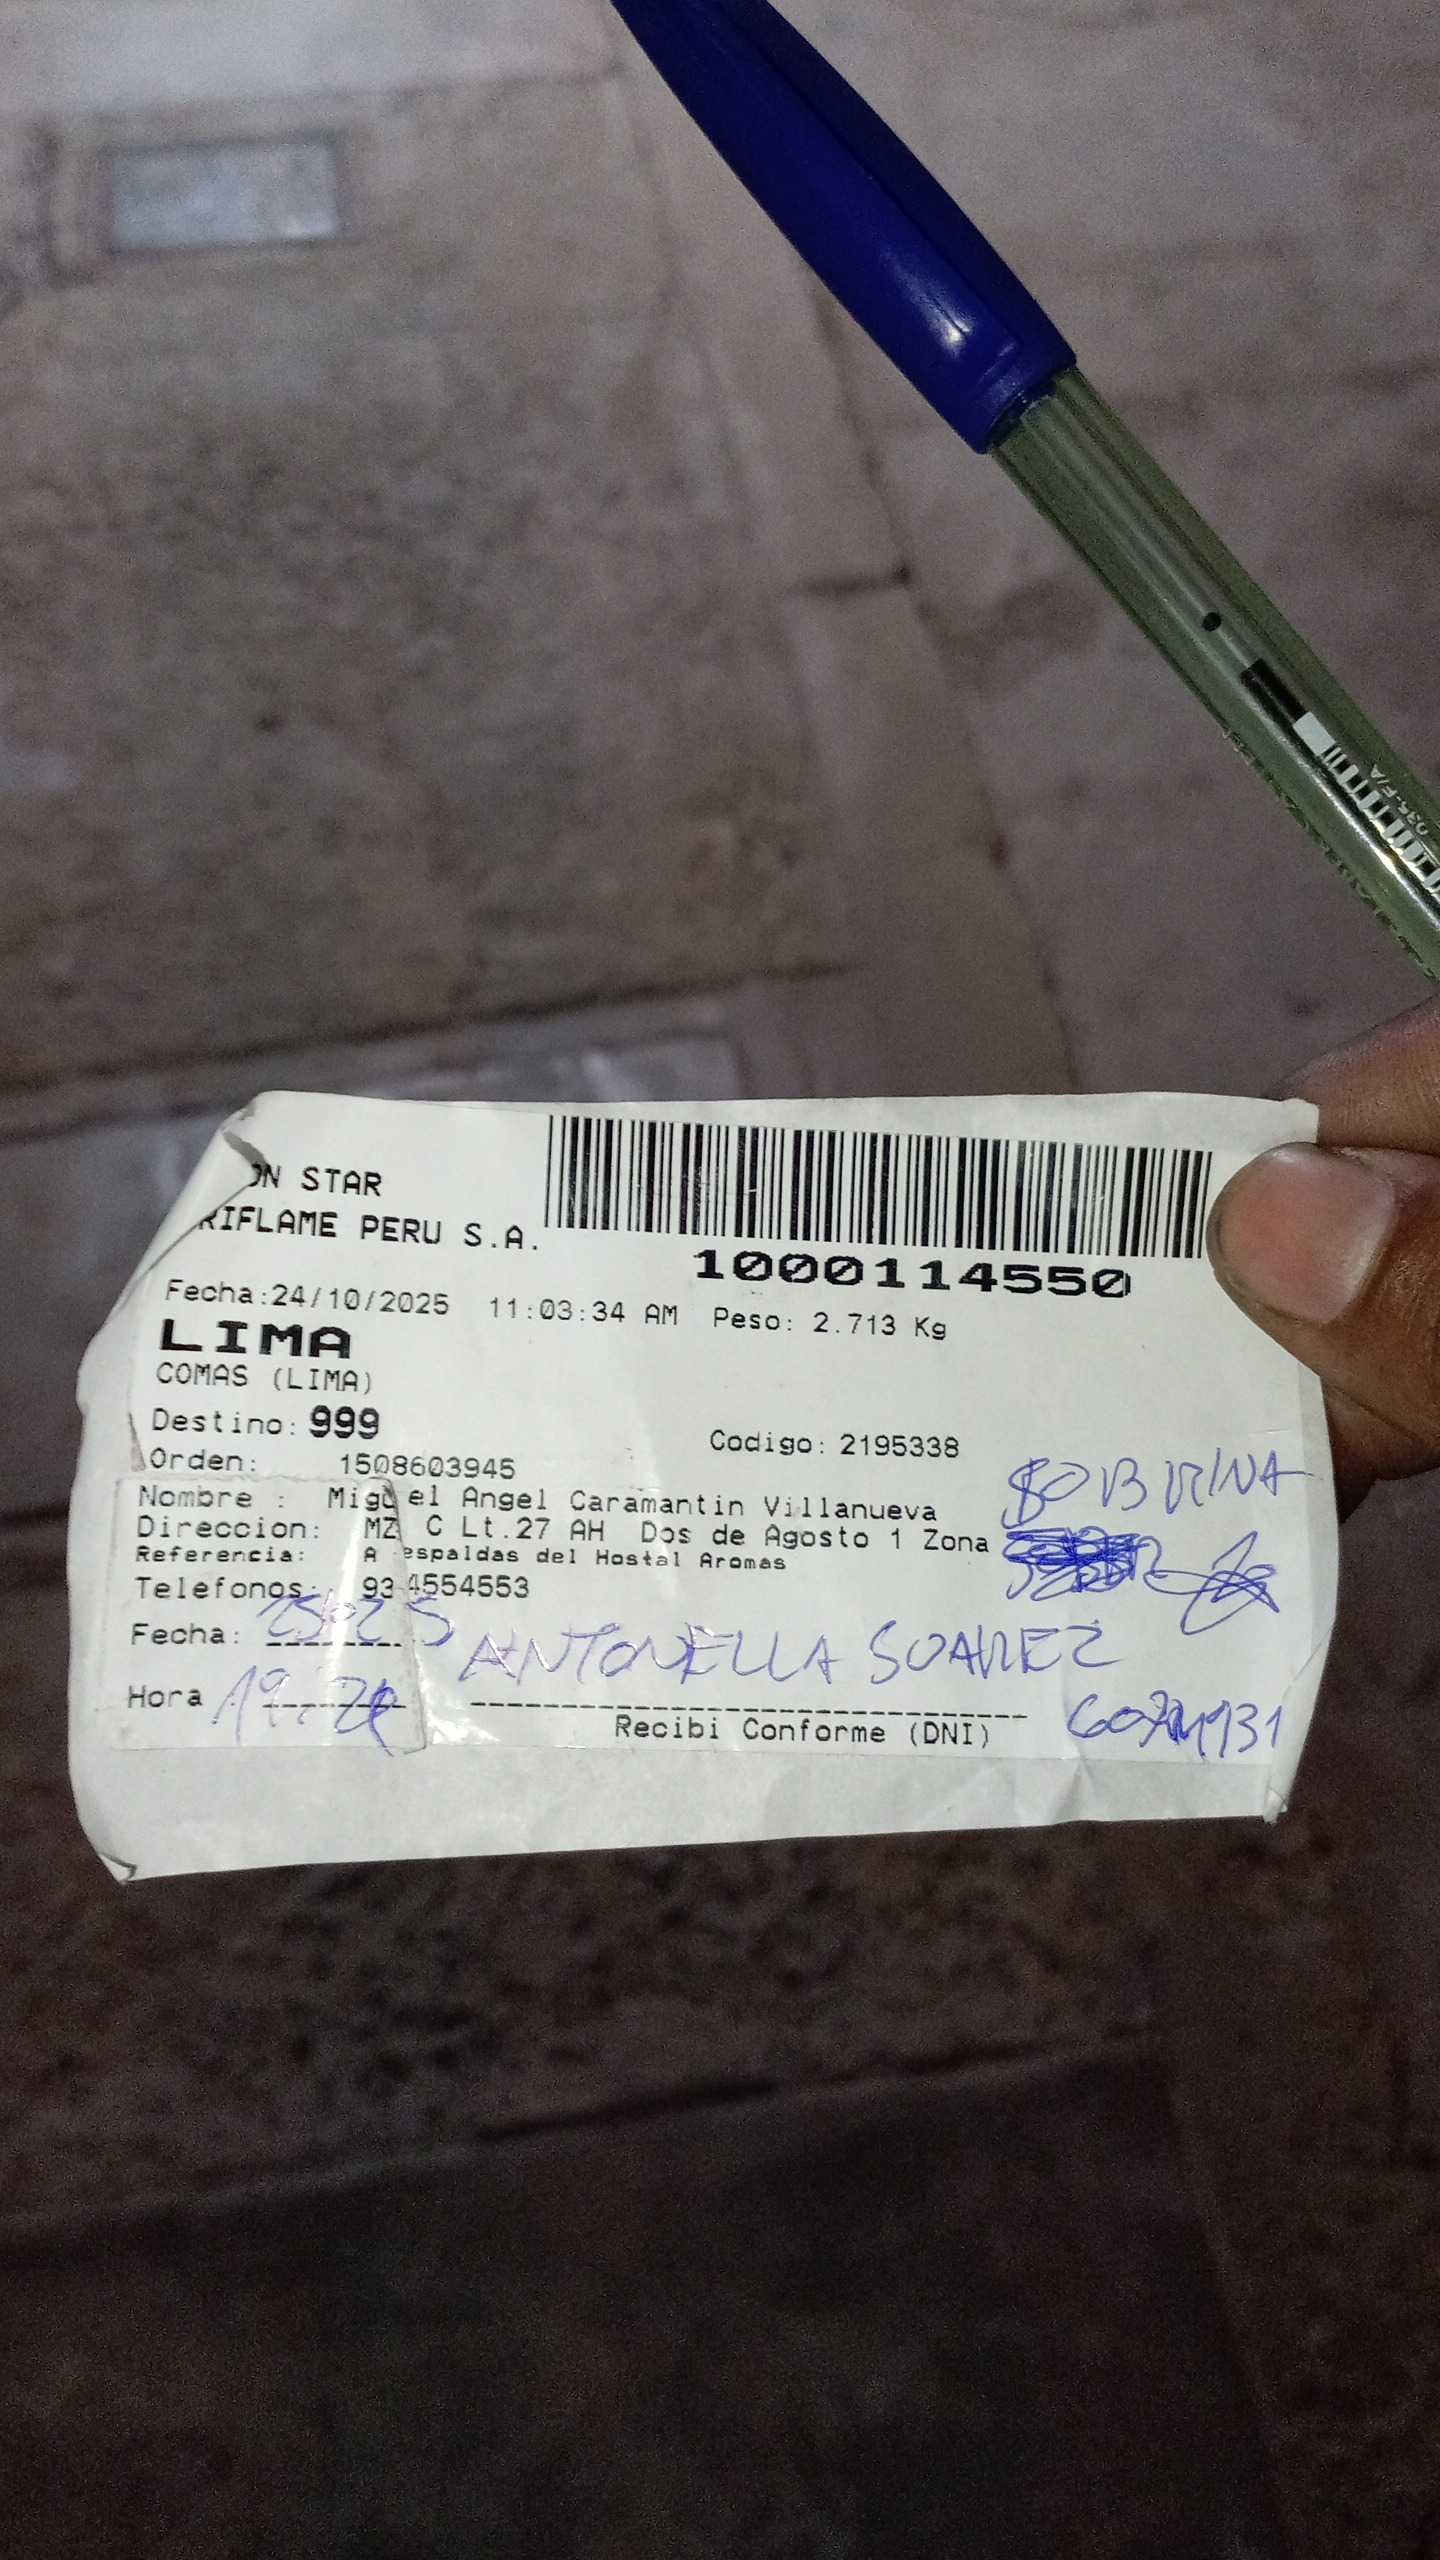 ON STAR
RIFLAME PERU S.A.
1000114550
Fecha:24/10/2025 11:03:34 AM Peso: 2.713 Kg
LIMA
COMAS (LIMA)
Destino: 999
Codigo: 2195338
Orden: 1508603945
Nombre : Miguel Angel Caramantin Villanueva
SOBRINA
Direccion: MZ C Lt.27 AH Dos de Agosto 1 Zona
Referencia: A espaldas del Hostal Aromas
Telefonos: 934554553
Fecha:
ANTONELLA SUAREZ
Hora
Recibi Conforme (DNI)
035-F/A